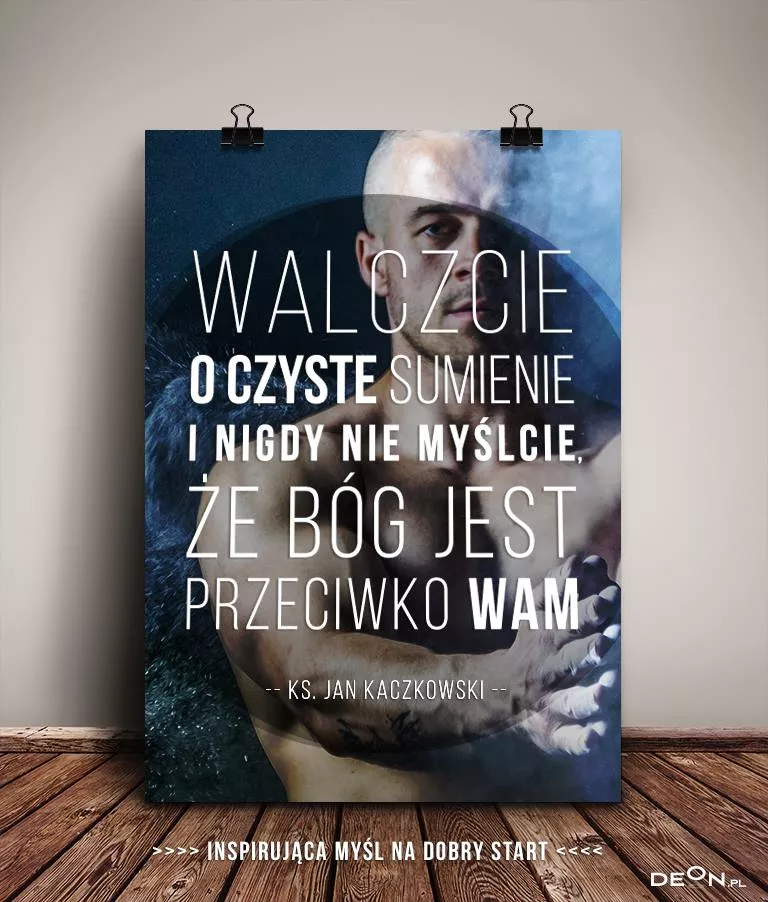 WALCZCIE
O CZYSTE SUMIENIE
I NIGDY NIE MYŚLCIE,
ŻE BÓG JEST
PRZECIWKO WAM
-- KS. JAN KACZKOWSKI --
>>>> INSPIRUJĄCA MYŚL NA DOBRY START <<<<
DEON.PL